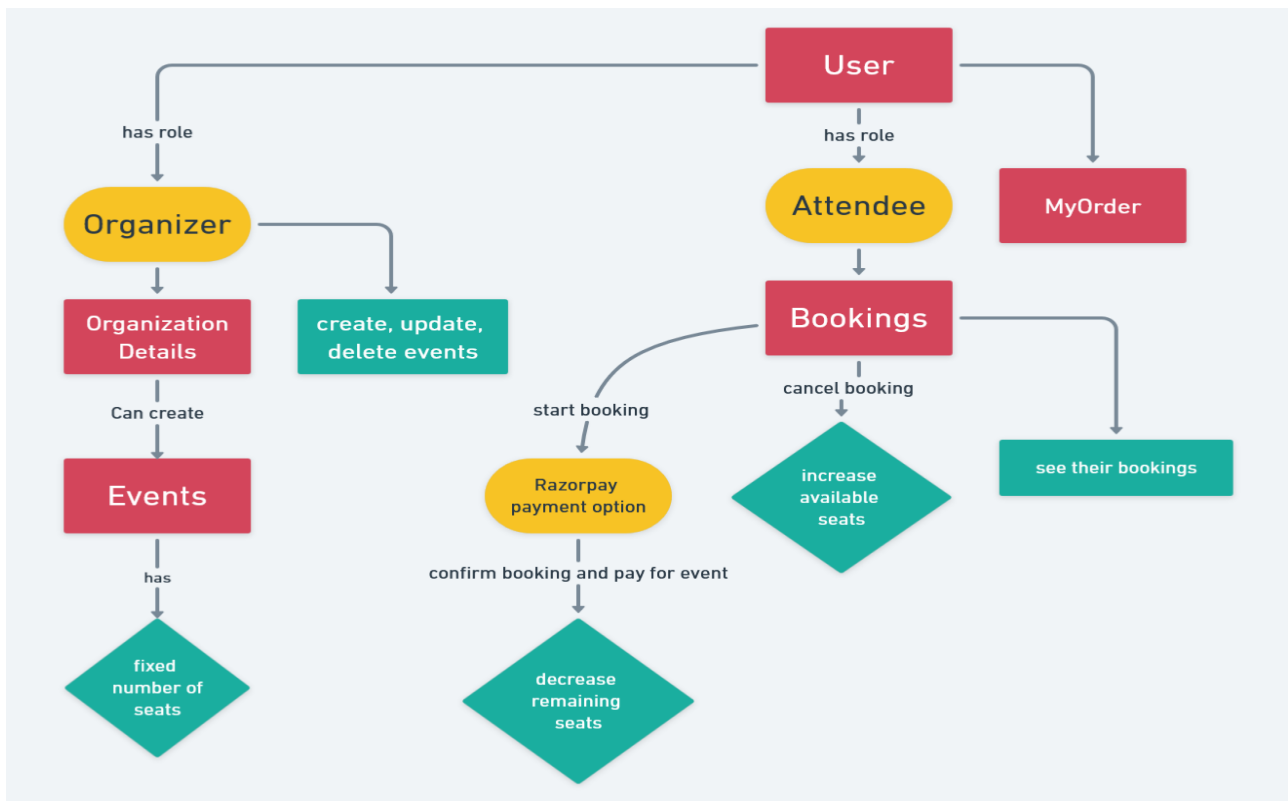 User
has role
has role
Organizer
Attendee
MyOrder
Organization
Details
create, update,
delete events
Bookings
Can create
start booking
cancel booking
Events
Razorpay
payment option
increase
available
seats
see their bookings
has
confirm booking and pay for event
fixed
number of
seats
decrease
remaining
seats